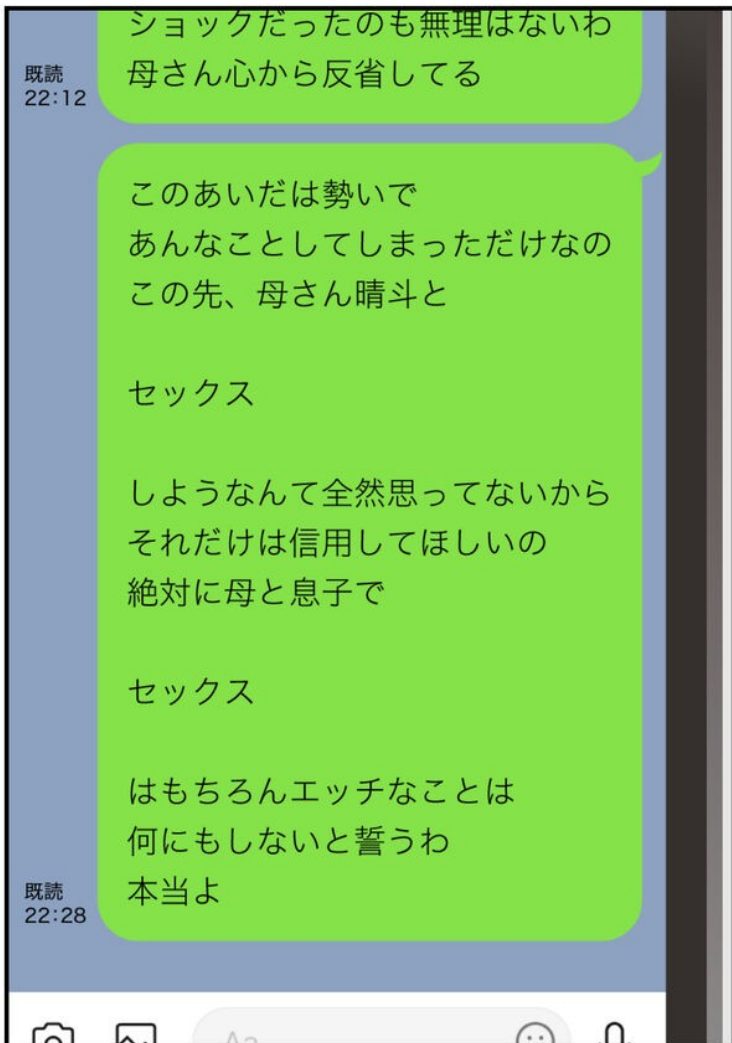 ショックだったのも無理はないわ
母さん心から反省してる
既読
22:12
このあいだは勢いで
あんなことしてしまっただけなの
この先、母さん晴斗と
セックス
しようなんて全然思ってないから
それだけは信用してほしいの
絶対に母と息子で
セックス
はもちろんエッチなことは
何にもしないと誓うわ
本当よ
既読
22:28
Aa